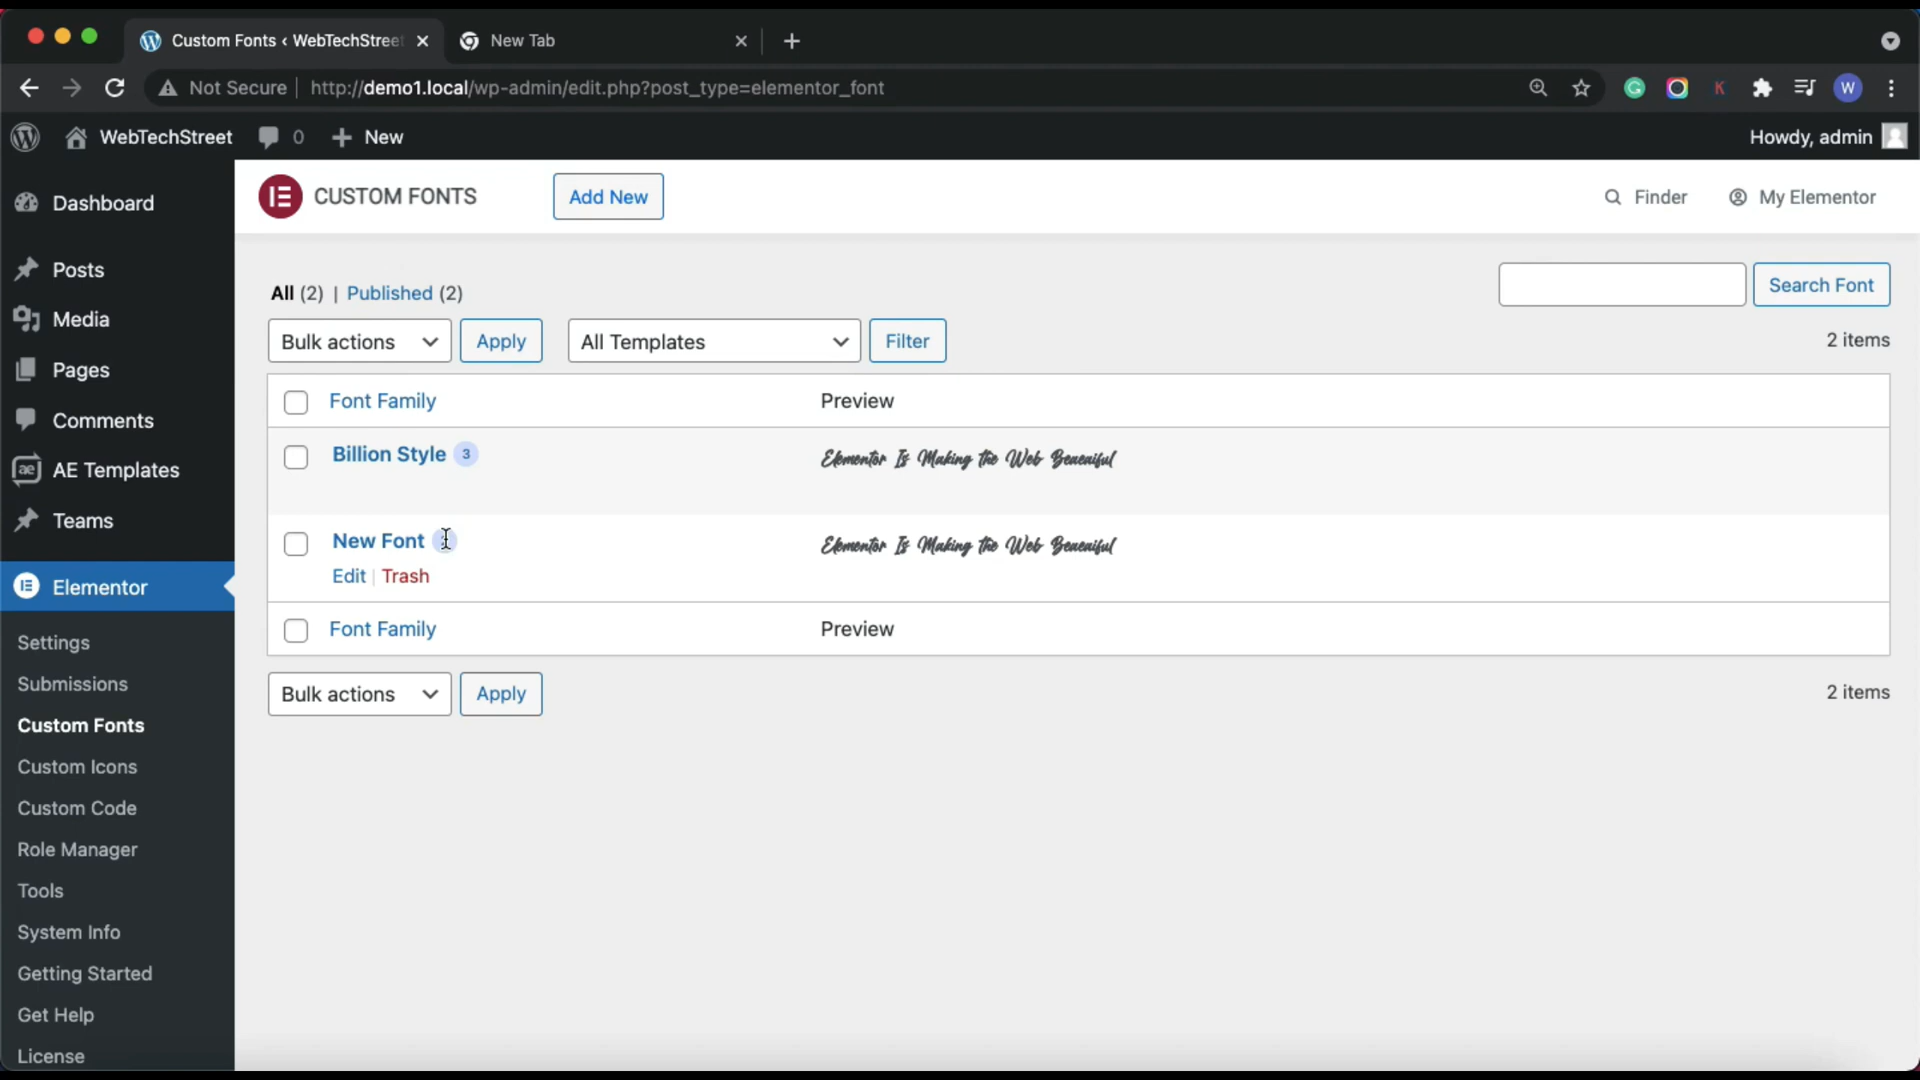 Custom Fonts ‹ WebTechStreet
New Tab
Not Secure
http://demo1.local/wp-admin/edit.php?post_type=elementor_font
G
K
W
WebTechStreet
0
New
Howdy, admin
Dashboard
Posts
Media
Pages
Comments
ae
AE Templates
Teams
Elementor
Settings
Submissions
Custom Fonts
Custom Icons
Custom Code
Role Manager
Tools
System Info
Getting Started
Get Help
License
CUSTOM FONTS
Add New
Finder
My Elementor
All (2) | Published (2)
Search Font
Bulk actions
Apply
All Templates
Filter
2 items
Font Family
Preview
Billion Style
3
Elementor Is Making the Web Beaeaiful
New Font
Elementor Is Making the Web Beaeaiful
Edit | Trash
Font Family
Preview
Bulk actions
Apply
2 items